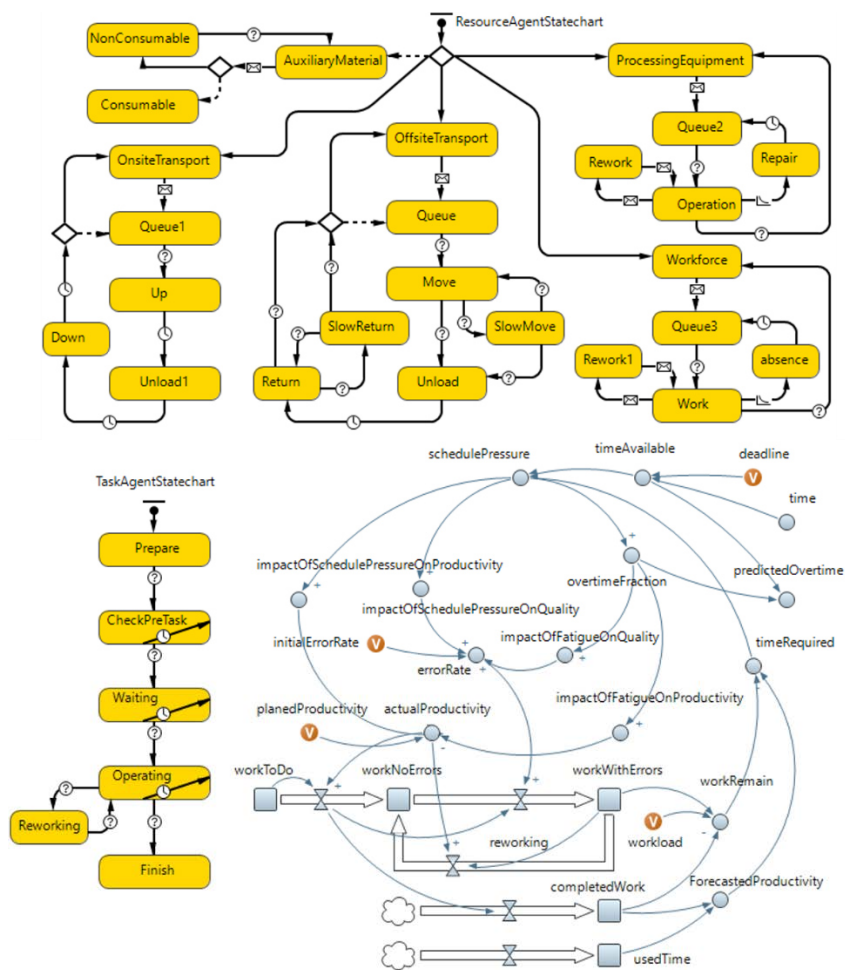 ResourceAgentStatechart
NonConsumable
?
AuxiliaryMaterial
Consumable
ProcessingEquipment
Queue2
?
Rework
Repair
Operation
?
OnsiteTransport
Queue1
?
Up
Down
Unload1
OffsiteTransport
Queue
?
Move
?
?
SlowReturn
SlowMove
?
?
?
?
?
Return
?
Unload
?
Workforce
Queue3
?
Rework1
absence
Work
?
TaskAgentStatechart
Prepare
?
CheckPreTask
?
Waiting
?
Operating
?
?
?
Reworking
Finish
schedulePressure
timeAvailable
deadline
V
time
impactOfSchedulePressureOnProductivity
overtimeFraction
predictedOvertime
impactOfSchedulePressureOnQuality
initialErrorRate
V
impactOfFatigueOnQuality
errorRate
timeRequired
planedProductivity
V
actualProductivity
impactOfFatigueOnProductivity
workToDo
workNoErrors
workWithErrors
workRemain
V
reworking
workload
completedWork
ForecastedProductivity
usedTime